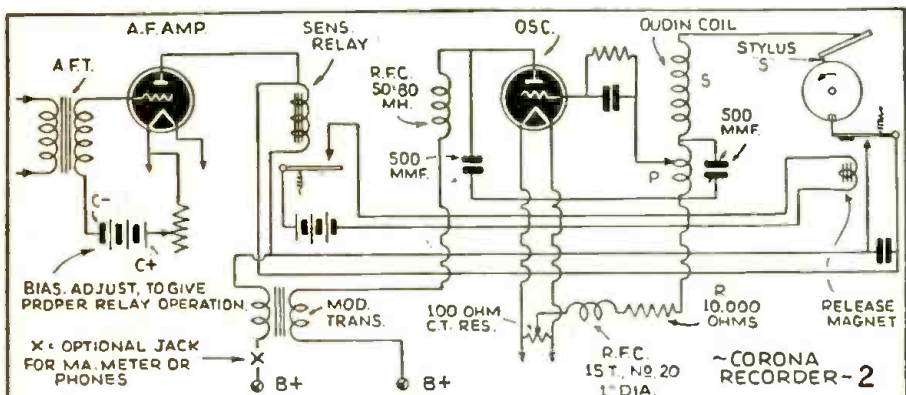 A.F. AMP.
SENS.
RELAY
OSC.
OUDIN COIL
STYLUS
S
A.F.T.
R.F.C.
50-80
MH.
S
500
MMF.
500
MMF.
P
C-
C+
BIAS. ADJUST, TO GIVE
PROPER RELAY OPERATION
MOD.
TRANS.
100 OHM
C.T. RES.
R
10,000
OHMS
RELEASE
MAGNET
X = OPTIONAL JACK
FOR MA. METER OR
PHONES
X
B+
B+
R.F.C.
15 T., NO. 20
1" DIA.
~CORONA
RECORDER-2